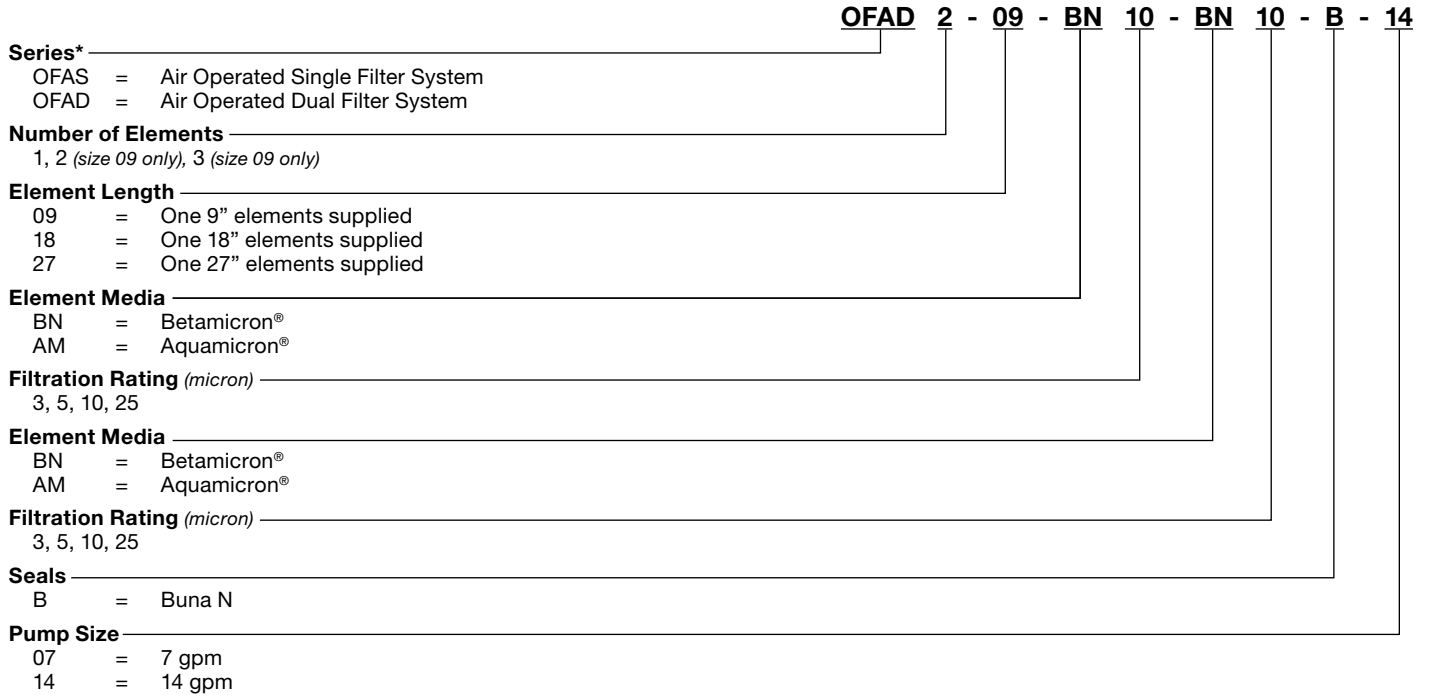 OFAD 2 - 09 - BN 10 - BN 10 - B - 14
Series*
OFAS = Air Operated Single Filter System
OFAD = Air Operated Dual Filter System
Number of Elements
1, 2 (size 09 only), 3 (size 09 only)
Element Length
09 = One 9” elements supplied
18 = One 18” elements supplied
27 = One 27” elements supplied
Element Media
BN = Betamicron®
AM = Aquamicron®
Filtration Rating (micron)
3, 5, 10, 25
Element Media
BN = Betamicron®
AM = Aquamicron®
Filtration Rating (micron)
3, 5, 10, 25
Seals
B = Buna N
Pump Size
07 = 7 gpm
14 = 14 gpm